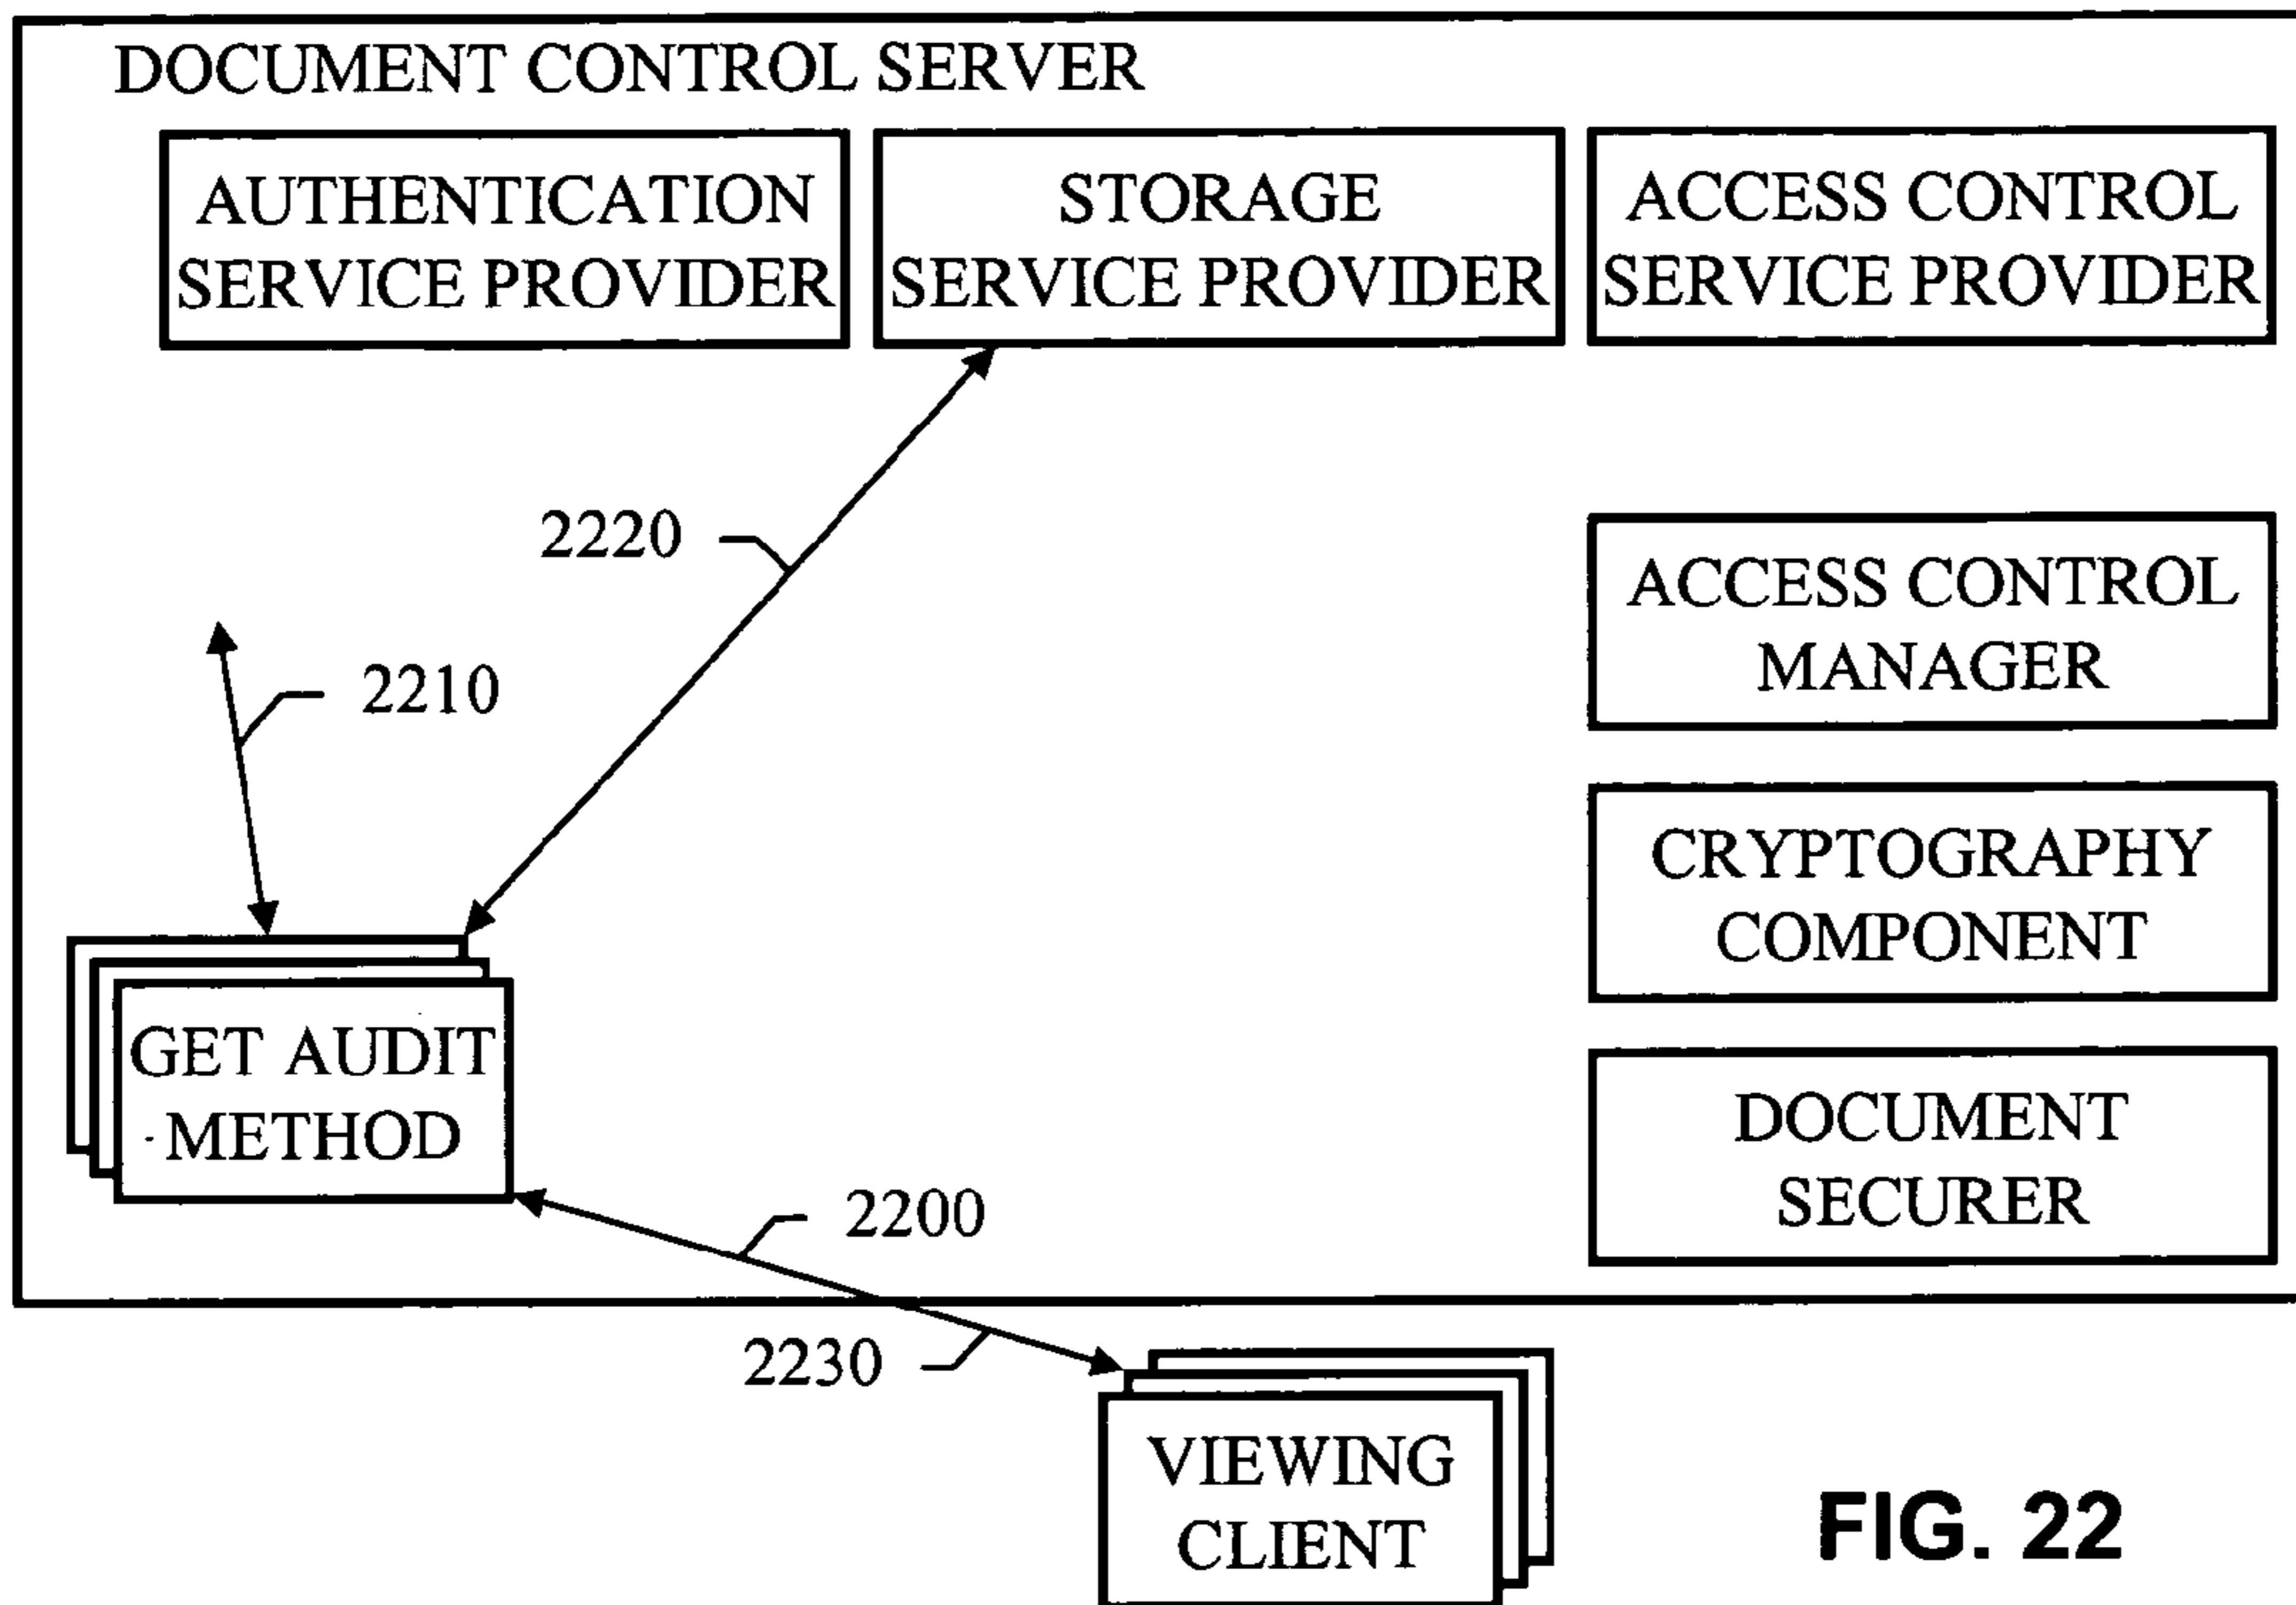 DOCUMENT CONTROL SERVER
AUTHENTICATION
SERVICE PROVIDER
STORAGE
SERVICE PROVIDER
ACCESS CONTROL
SERVICE PROVIDER
2220
ACCESS CONTROL
MANAGER
2210
CRYPTOGRAPHY
COMPONENT
GET AUDIT
METHOD
DOCUMENT
SECURER
2200
2230
VIEWING
CLIENT
FIG. 22